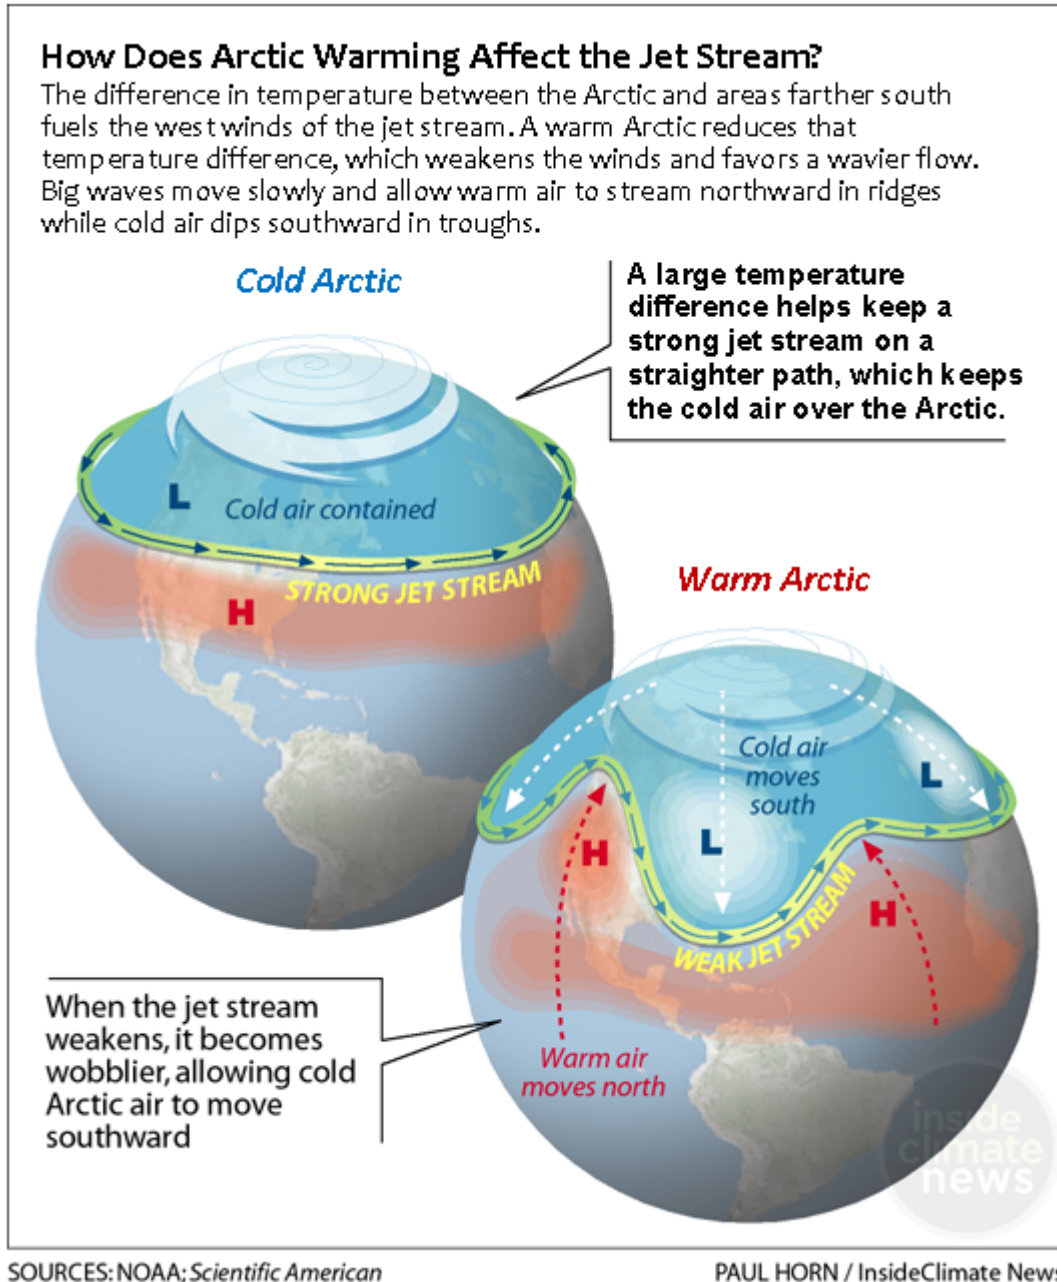 How Does Arctic Warming Affect the Jet Stream?
The difference in temperature between the Arctic and areas farther south
fuels the west winds of the jet stream. A warm Arctic reduces that
temperature difference, which weakens the winds and favors a wavier flow.
Big waves move slowly and allow warm air to stream northward in ridges
while cold air dips southward in troughs.
Cold Arctic
A large temperature
difference helps keep a
strong jet stream on a
straighter path, which keeps
the cold air over the Arctic.
L
Cold air contained
STRONG JET STREAM
H
Warm Arctic
Cold air
moves
south
L
L
H
H
WEAK JET STREAM
Warm air
moves north
When the jet stream
weakens, it becomes
wobblier, allowing cold
Arctic air to move
southward
inside
climate
news
SOURCES: NOAA; Scientific American
PAUL HORN / InsideClimate News